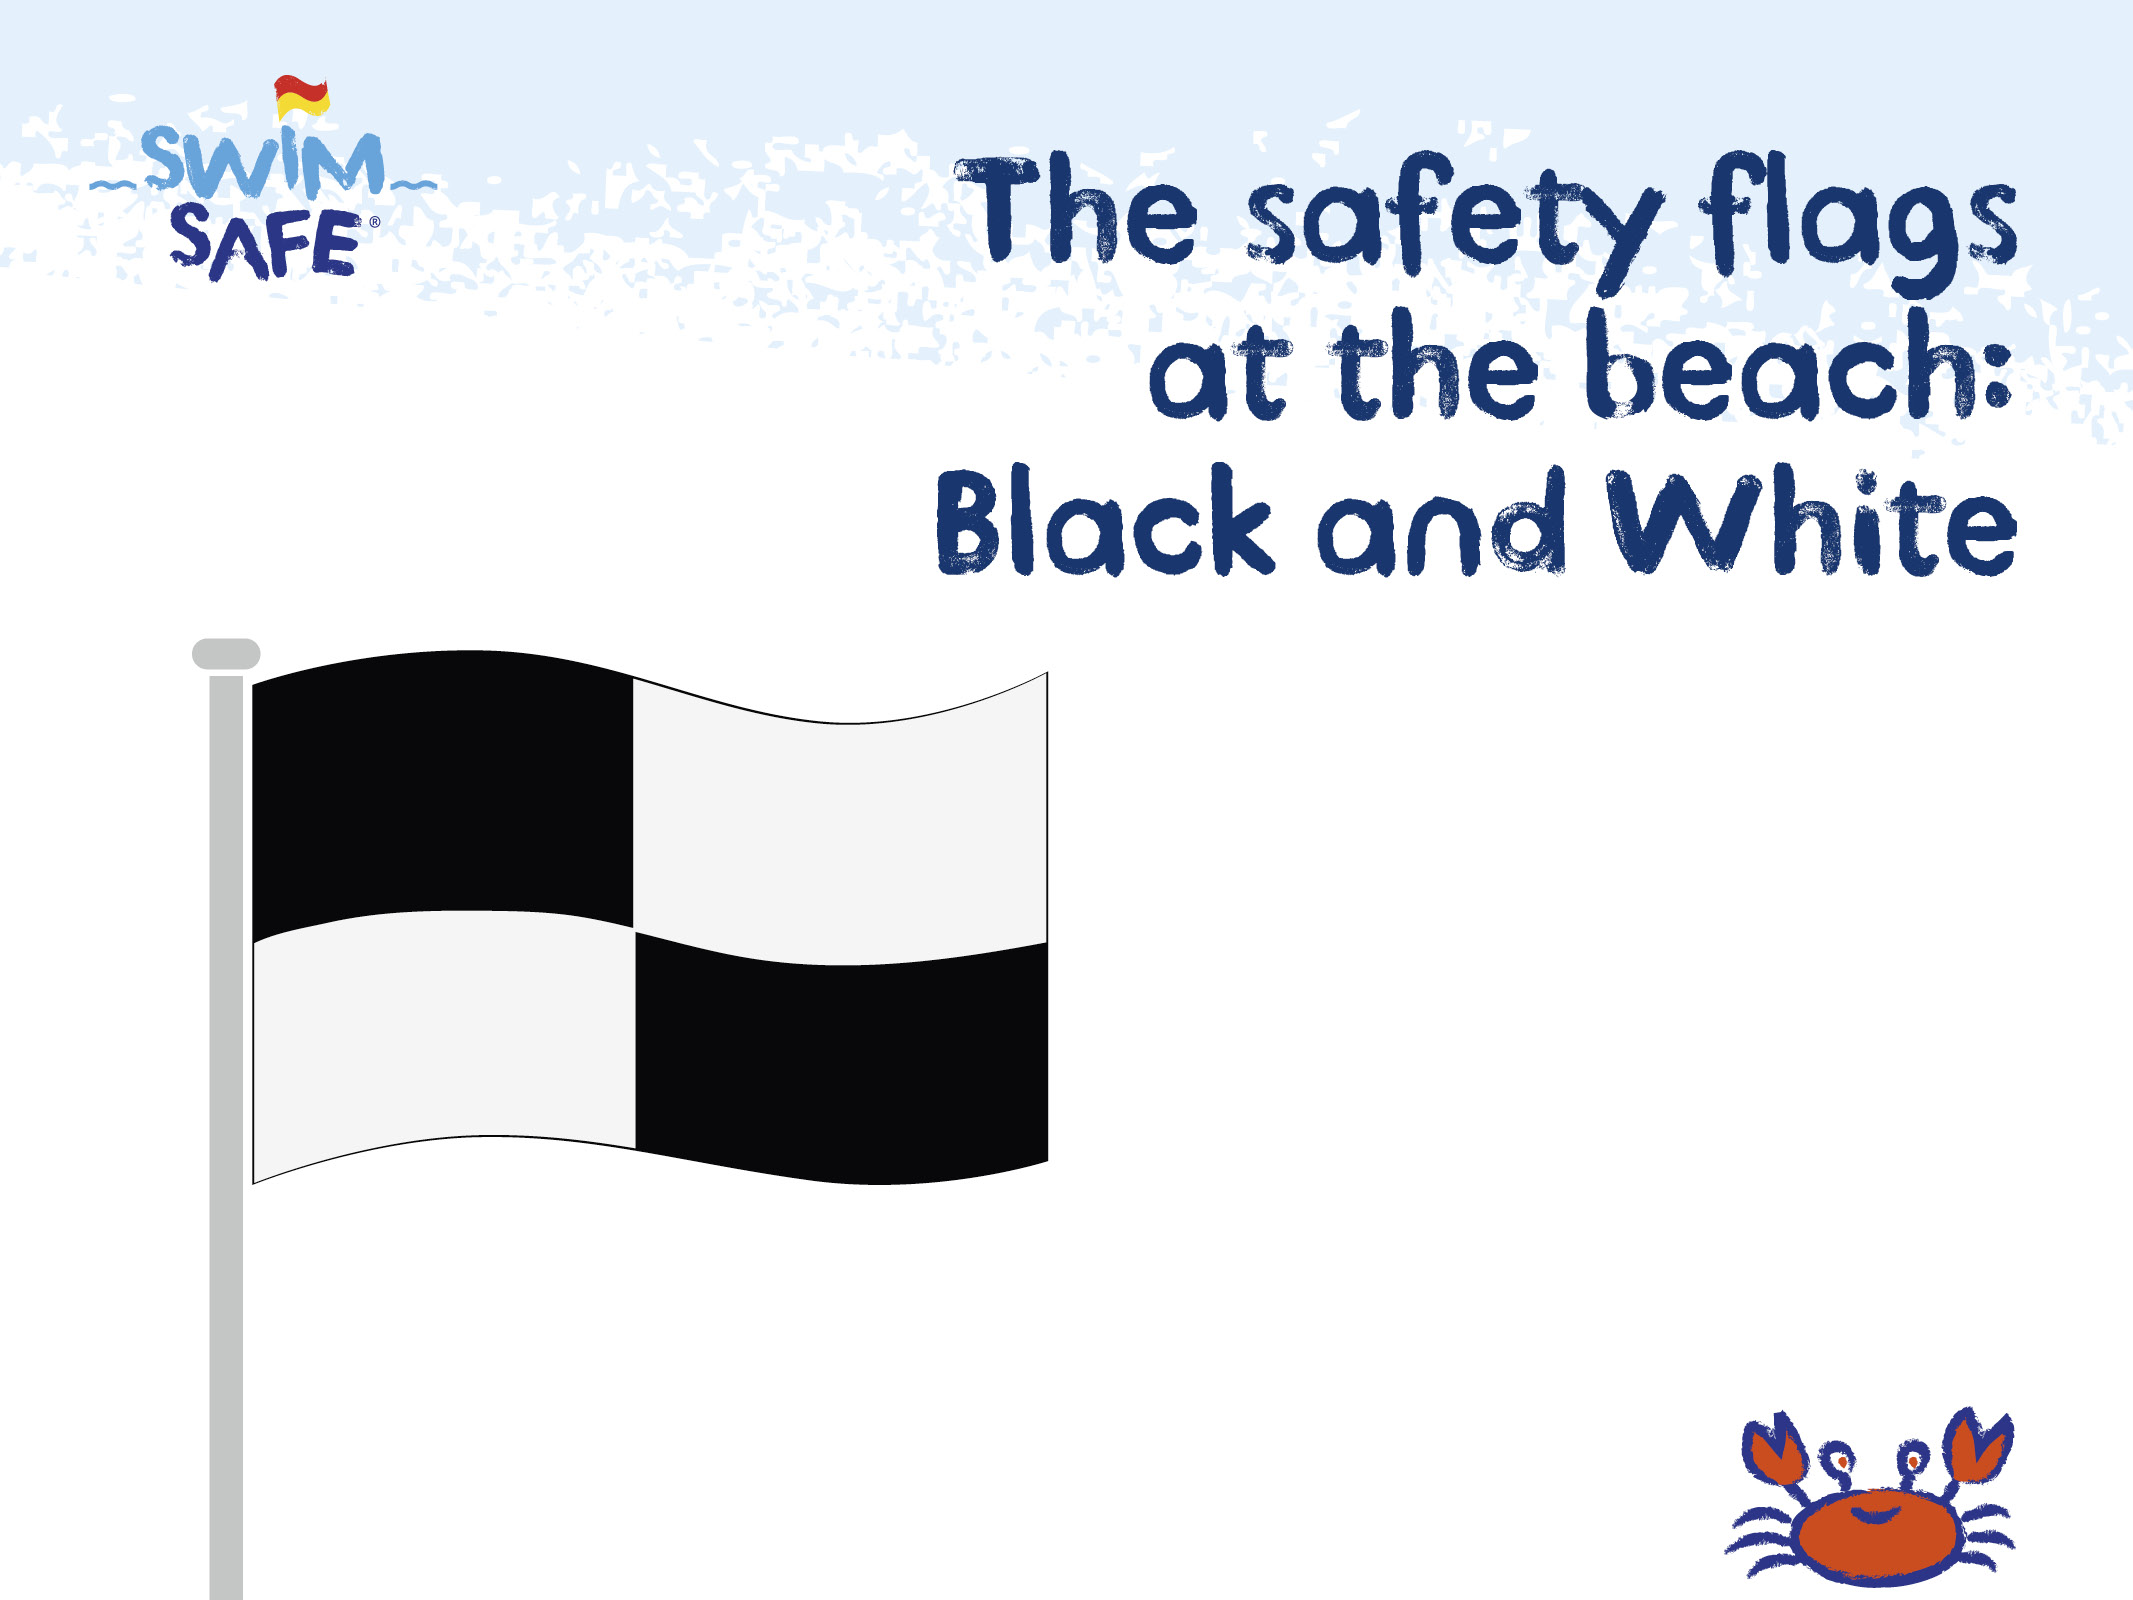 SWIM
SAFE®
The safety flags
at the beach:
Black and White